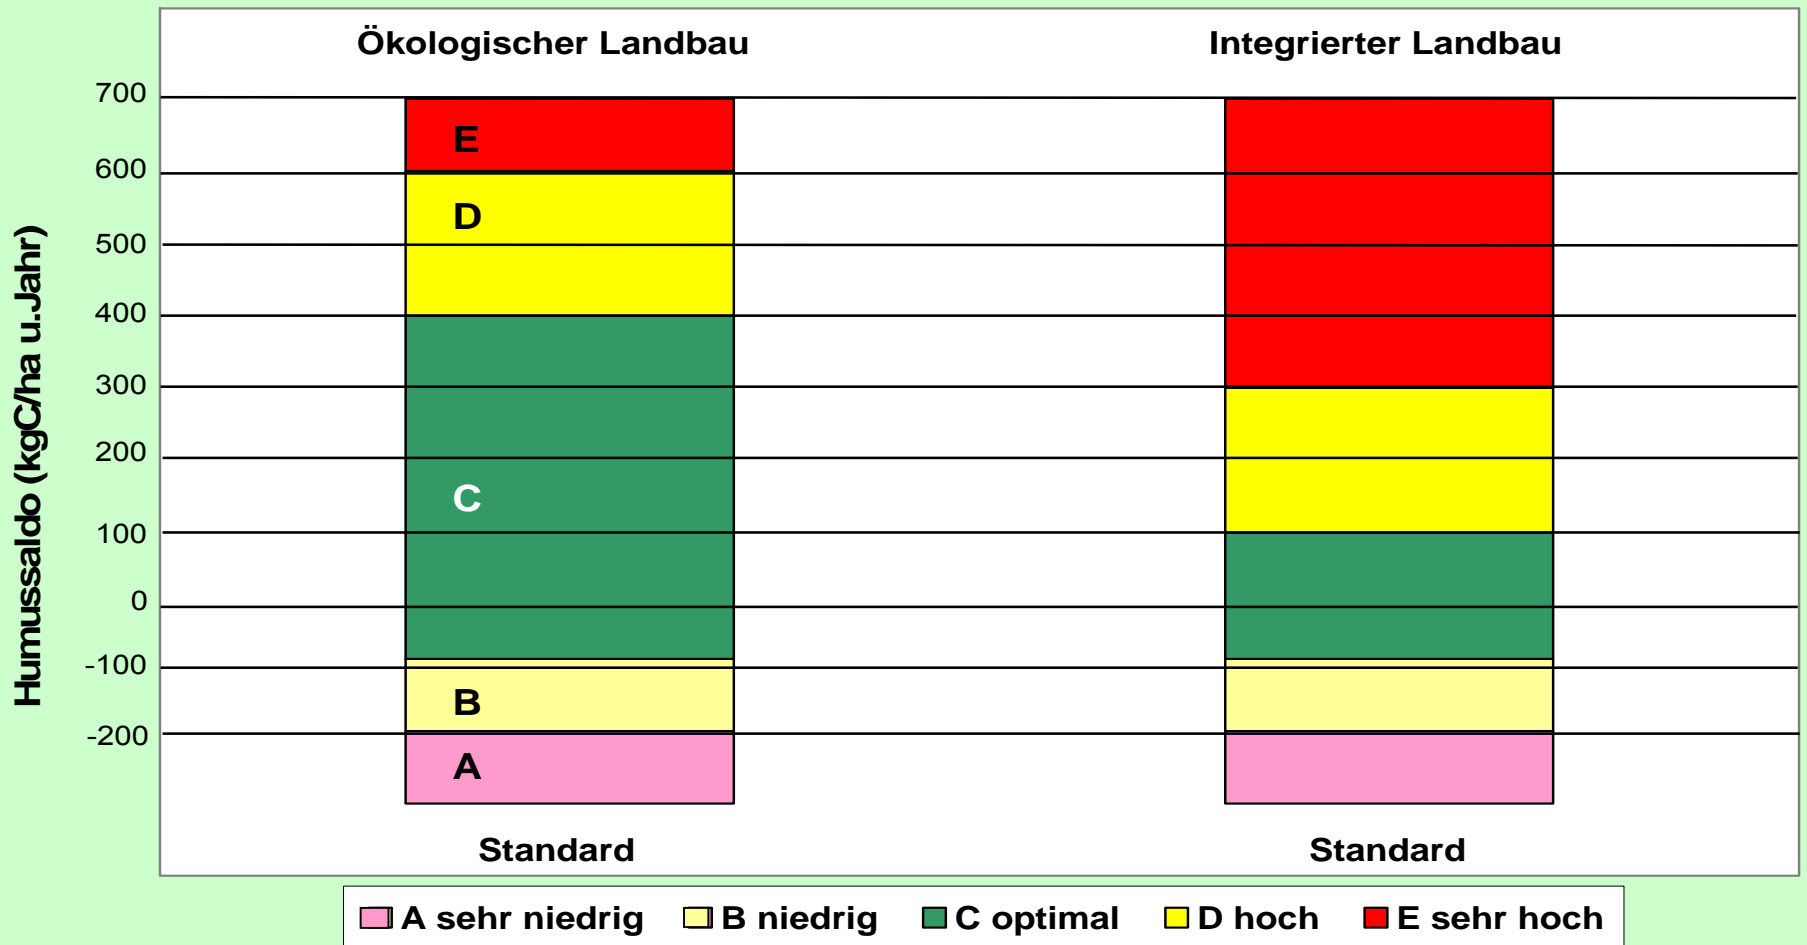 Ökologischer Landbau
Integrierter Landbau
Humussaldo (kgC/ha u.Jahr)
700
600
500
400
300
200
100
0
-100
-200
E
D
C
B
A
Standard
Standard
A sehr niedrig B niedrig C optimal D hoch E sehr hoch